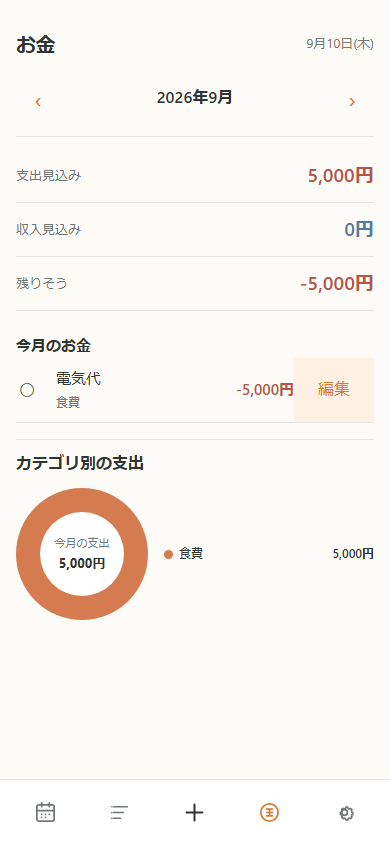 お金
9月10日(木)
‹ 2026年9月 ›
支出見込み 5,000円
収入見込み 0円
残りそう -5,000円
今月のお金
電気代
食費
-5,000円
編集
カテゴリ別の支出
今月の支出
5,000円
食費 5,000円